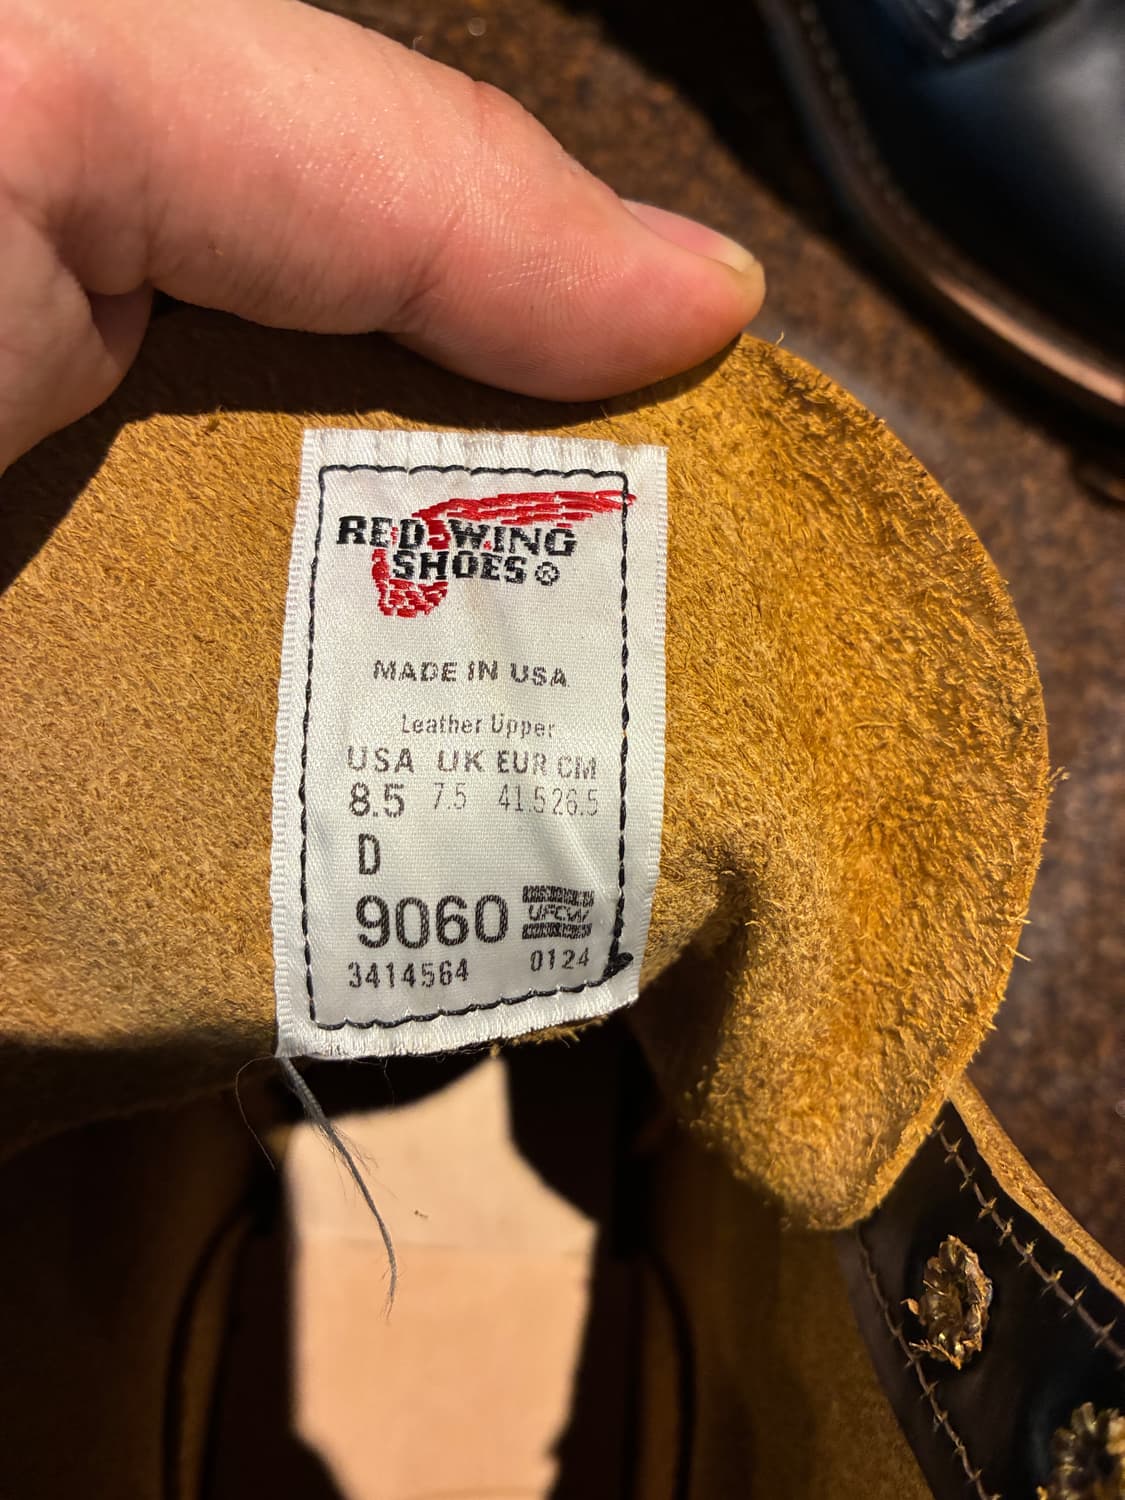 RED WING
SHOES ®
MADE IN USA
Leather Upper
USA UK EUR CM
8.5 7.5 41.5 26.5
D
9060 UFCW
3414564 0124